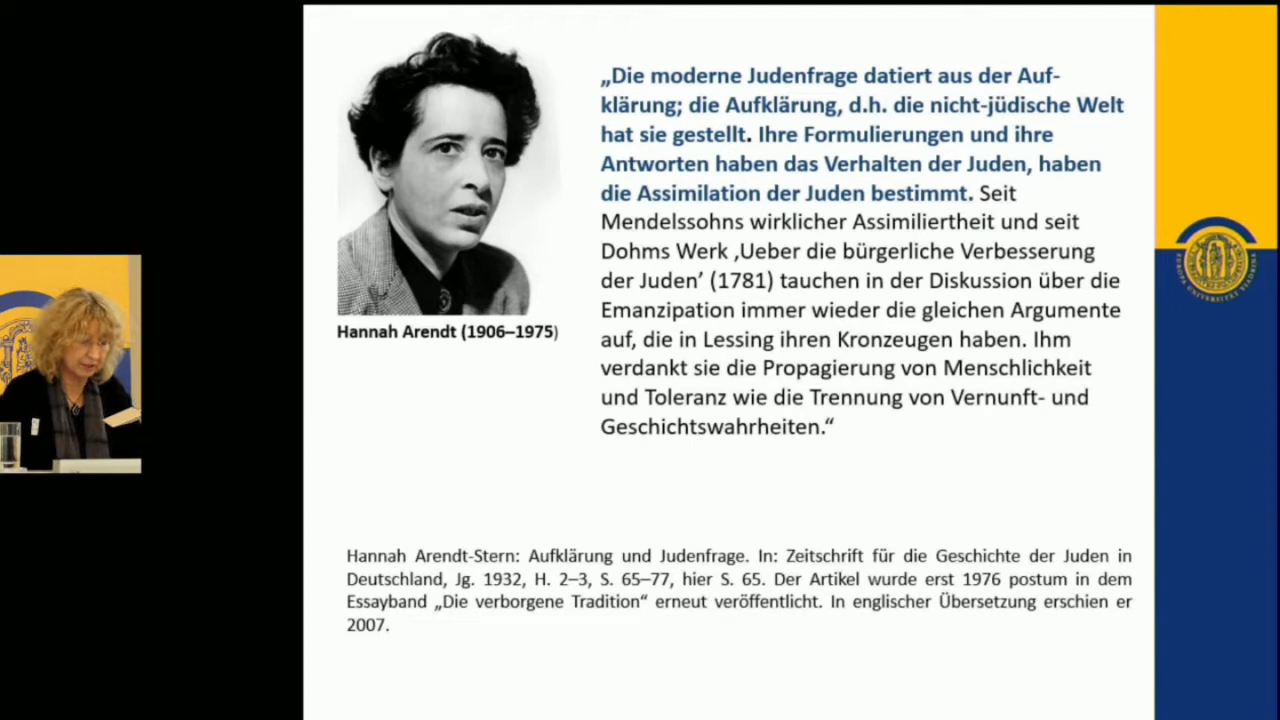 „Die moderne Judenfrage datiert aus der Auf-
klärung; die Aufklärung, d.h. die nicht-jüdische Welt
hat sie gestellt. Ihre Formulierungen und ihre
Antworten haben das Verhalten der Juden, haben
die Assimilation der Juden bestimmt. Seit
Mendelssohns wirklicher Assimiliertheit und seit
Dohms Werk ‚Ueber die bürgerliche Verbesserung
der Juden’ (1781) tauchen in der Diskussion über die
Emanzipation immer wieder die gleichen Argumente
auf, die in Lessing ihren Kronzeugen haben. Ihm
verdankt sie die Propagierung von Menschlichkeit
und Toleranz wie die Trennung von Vernunft- und
Geschichtswahrheiten.“
Hannah Arendt (1906–1975)
Hannah Arendt-Stern: Aufklärung und Judenfrage. In: Zeitschrift für die Geschichte der Juden in
Deutschland, Jg. 1932, H. 2–3, S. 65–77, hier S. 65. Der Artikel wurde erst 1976 postum in dem
Essayband „Die verborgene Tradition“ erneut veröffentlicht. In englischer Übersetzung erschien er
2007.
EUROPA UNIVERSITÄT VIADRINA